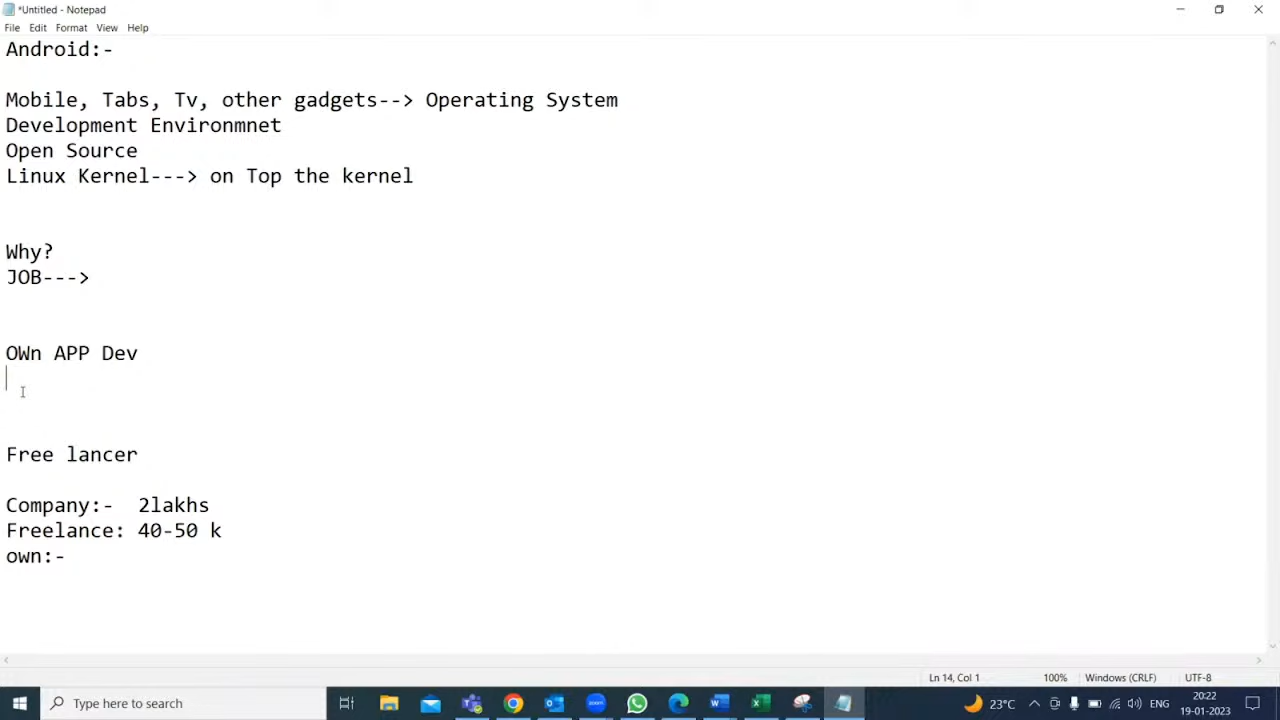 *Untitled - Notepad
File Edit Format View Help
Android:-
Mobile, Tabs, Tv, other gadgets--> Operating System
Development Environmnet
Open Source
Linux Kernel---> on Top the kernel
Why?
JOB--->
OWn APP Dev
Free lancer
Company:-  2lakhs
Freelance: 40-50 k
own:-
Ln 14, Col 1 100% Windows (CRLF) UTF-8
Type here to search
zoom
23°C
ENG
20:22
19-01-2023